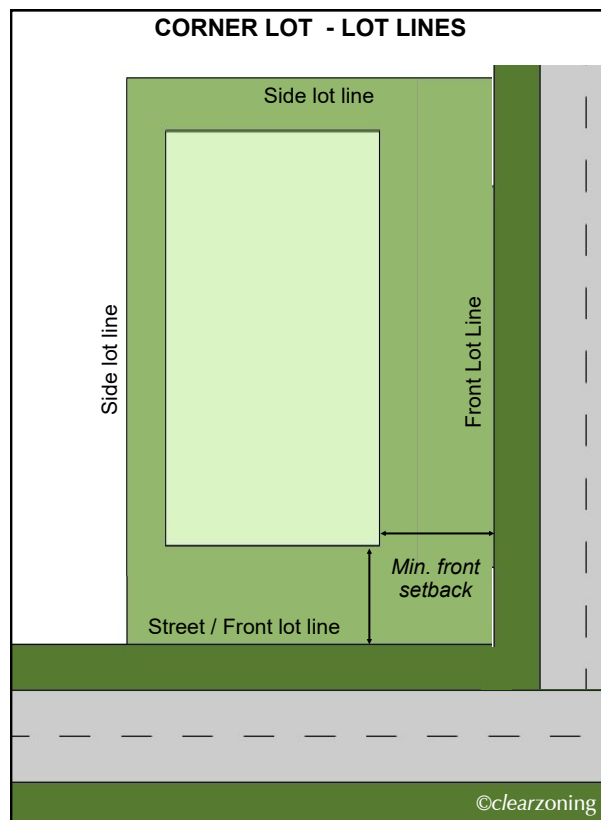 CORNER LOT - LOT LINES
Side lot line
Side lot line
Front Lot Line
Min. front
setback
Street / Front lot line
©clearzoning